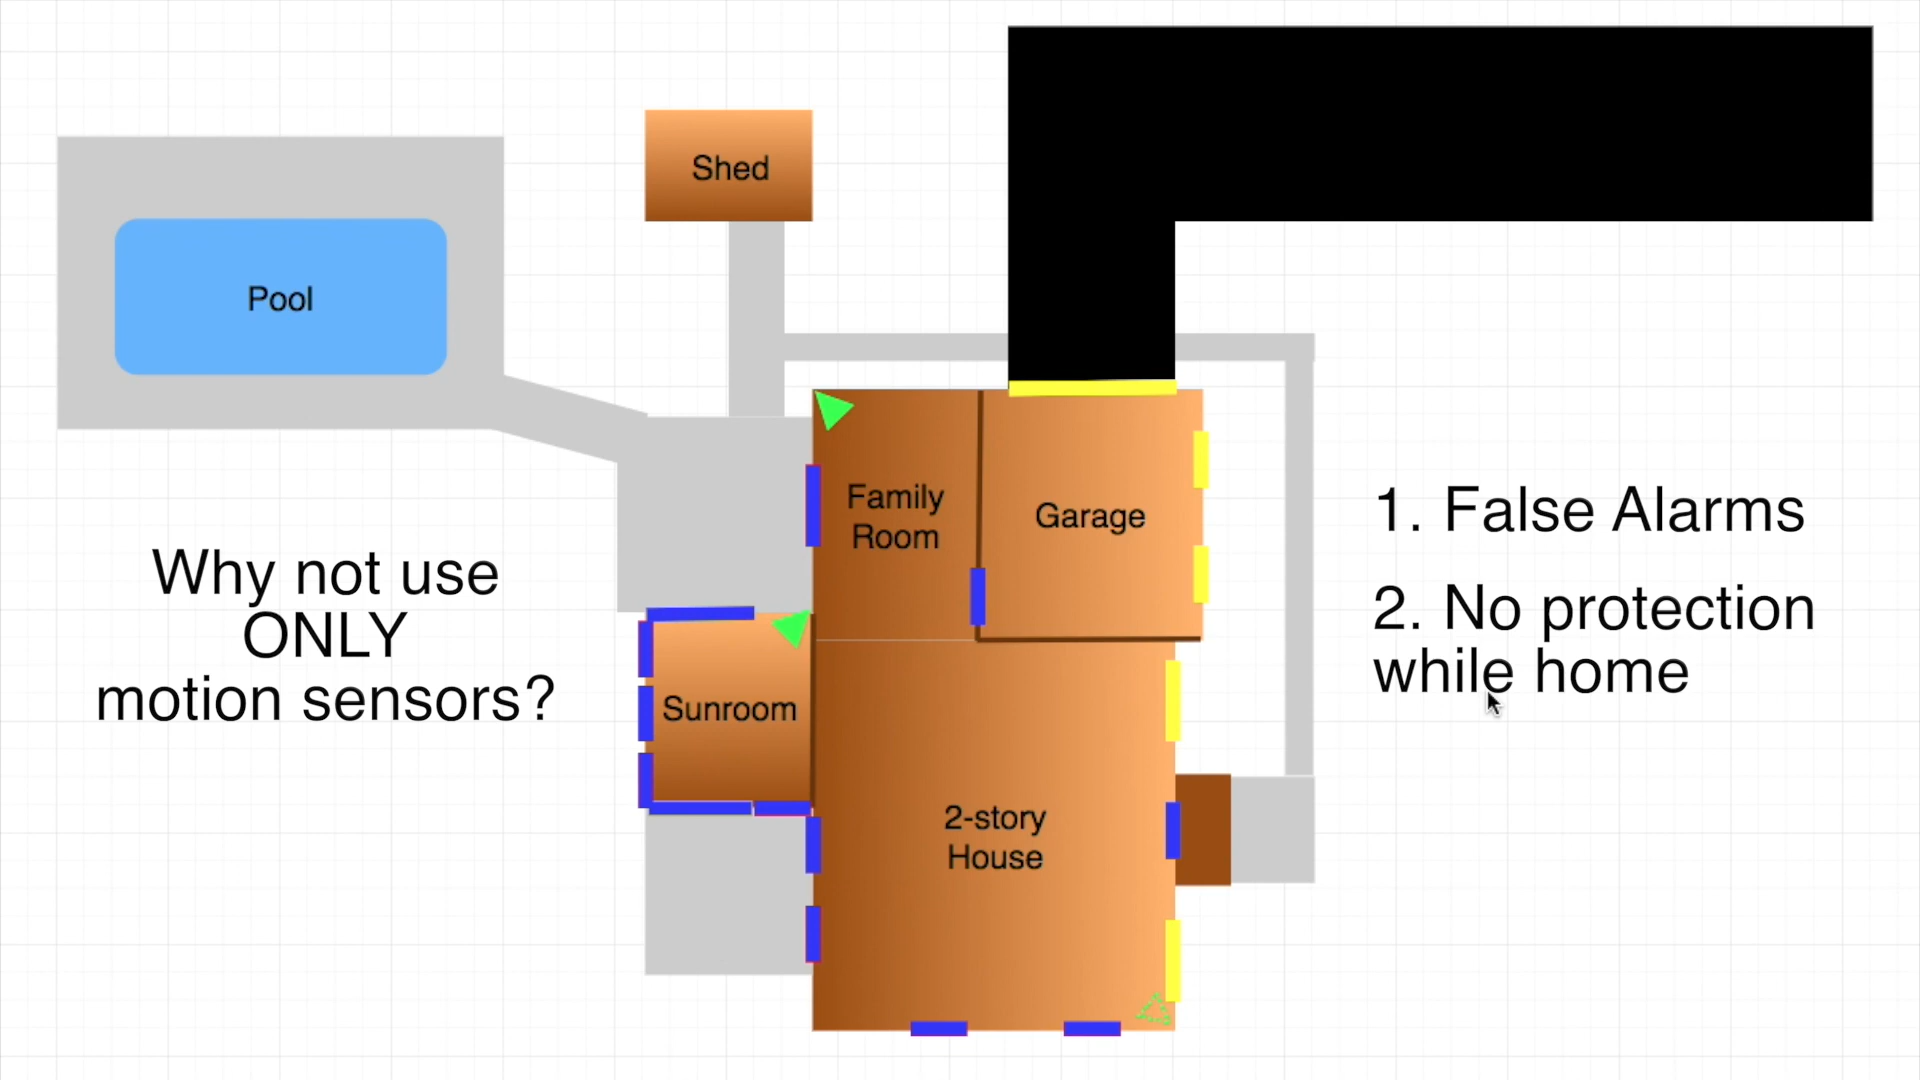 Shed
Pool
Family
Room
Garage
Why not use
ONLY
motion sensors?
1. False Alarms
2. No protection
while home
Sunroom
2-story
House